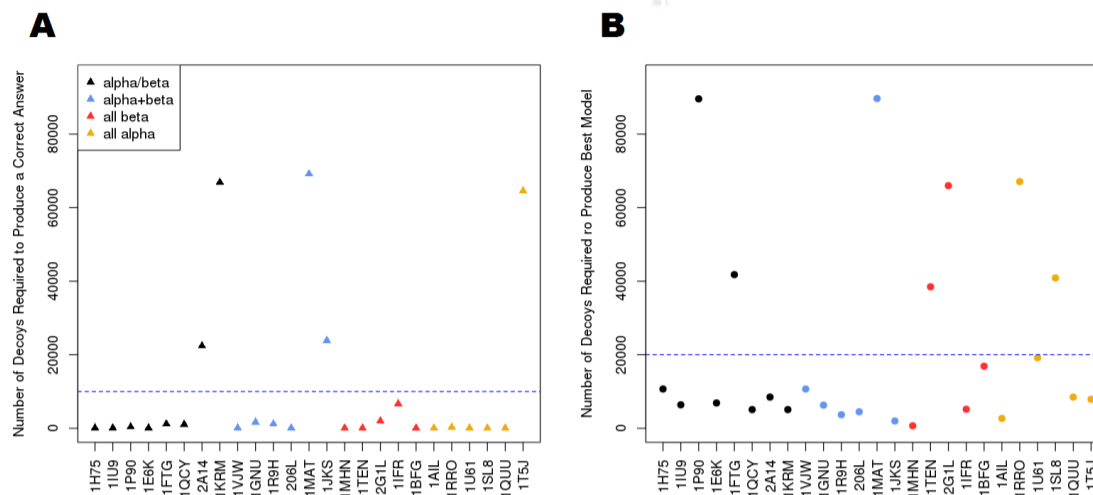 A
Number of Decoys Required to Produce a Correct Answer
0
20000
40000
60000
80000
alpha/beta
alpha+beta
all beta
all alpha
1H75
1IU9
1P90
1E6K
1FTG
1QCY
2A14
1KRM
1VJW
1GNU
1R9H
206L
1MAT
1JKS
1MHN
1TEN
2G1L
1IFR
1BFG
1AIL
1RRO
1U61
1SL8
1QUU
1T5J
B
Number of Decoys Required ro Produce Best Model
0
20000
40000
60000
80000
1H75
1IU9
1P90
1E6K
1FTG
1QCY
2A14
1KRM
1VJW
1GNU
1R9H
206L
1MAT
1JKS
1MHN
1TEN
2G1L
1IFR
1BFG
1AIL
1RRO
1U61
1SL8
1QUU
1T5J